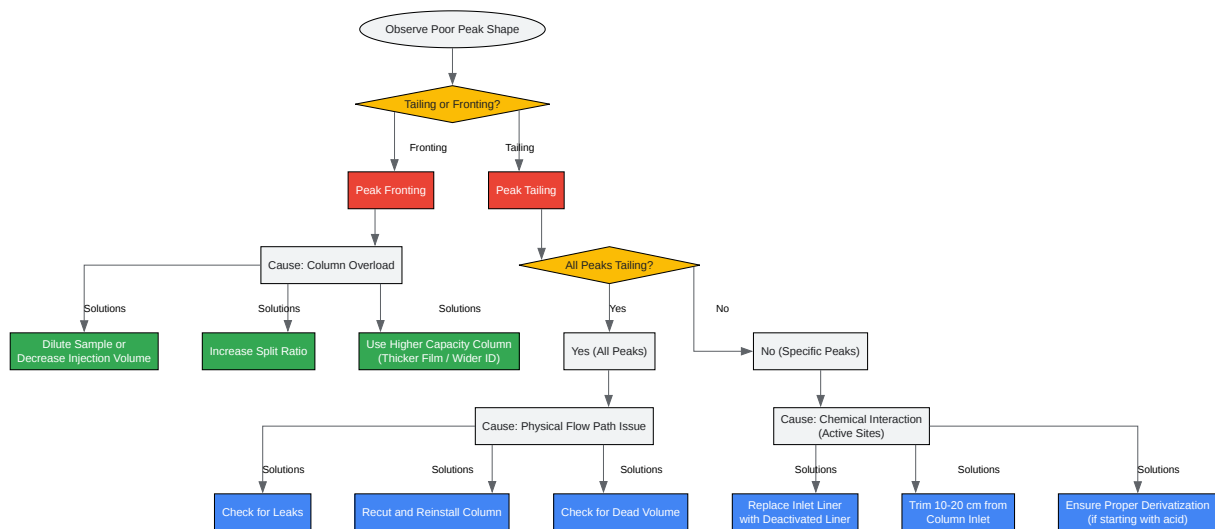 Observe Poor Peak Shape
Tailing or Fronting?
Fronting
Tailing
Peak Fronting
Peak Tailing
Cause: Column Overload
All Peaks Tailing?
Solutions
Solutions
Solutions
Yes
No
Dilute Sample or
Decrease Injection Volume
Increase Split Ratio
Use Higher Capacity Column
(Thicker Film / Wider ID)
Yes (All Peaks)
No (Specific Peaks)
Cause: Physical Flow Path Issue
Cause: Chemical Interaction
(Active Sites)
Solutions
Solutions
Solutions
Solutions
Solutions
Solutions
Check for Leaks
Recut and Reinstall Column
Check for Dead Volume
Replace Inlet Liner
with Deactivated Liner
Trim 10-20 cm from
Column Inlet
Ensure Proper Derivatization
(if starting with acid)